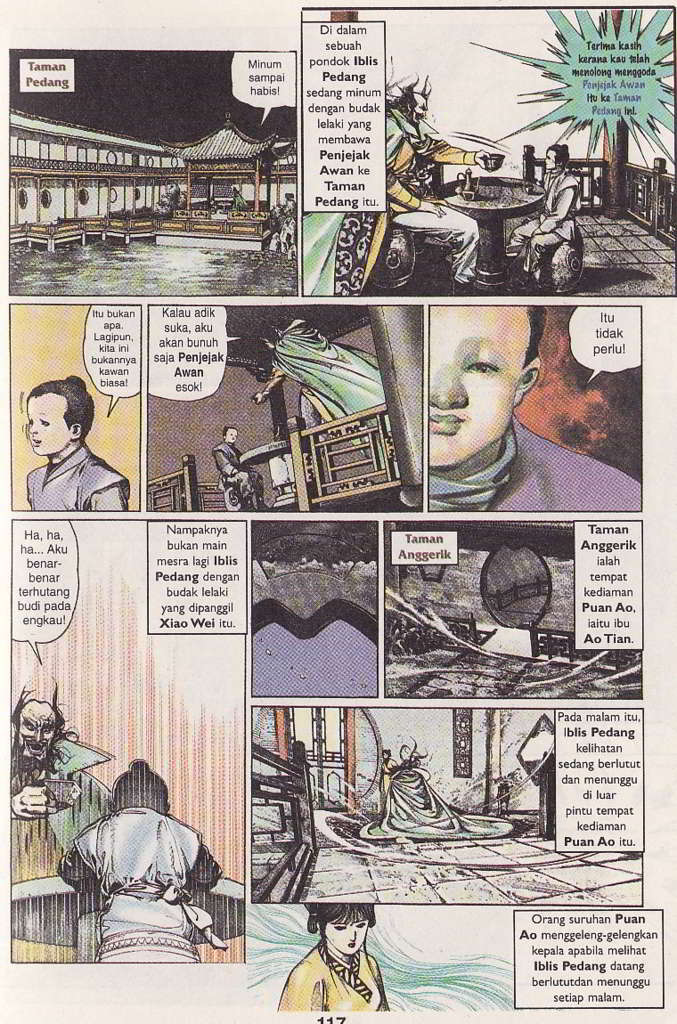 Taman
Pedang
Minum
sampai
habis!
Di dalam
sebuah
pondok Iblis
Pedang
sedang minum
dengan budak
lelaki yang
membawa
Penjejak
Awan ke
Taman
Pedang itu.
Terima kasih
kerana kau telah
menolong menggoda
Penjejak Awan
itu ke Taman
Pedang ini.
Itu bukan
apa.
Lagipun,
kita ini
bukannya
kawan
biasa!
Kalau adik
suka, aku
akan bunuh
saja Penjejak
Awan
esok!
Itu
tidak
perlu!
Ha, ha,
ha... Aku
benar-
benar
terhutang
budi pada
engkau!
Nampaknya
bukan main
mesra lagi Iblis
Pedang dengan
budak lelaki
yang dipanggil
Xiao Wei itu.
Taman
Anggerik
Taman
Anggerik
ialah
tempat
kediaman
Puan Ao,
iaitu ibu
Ao Tian.
Pada malam itu,
Iblis Pedang
kelihatan
sedang berlutut
dan menunggu
di luar
pintu tempat
kediaman
Puan Ao itu.
Orang suruhan Puan
Ao menggeleng-gelengkan
kepala apabila melihat
Iblis Pedang datang
berlututdan menunggu
setiap malam.
117